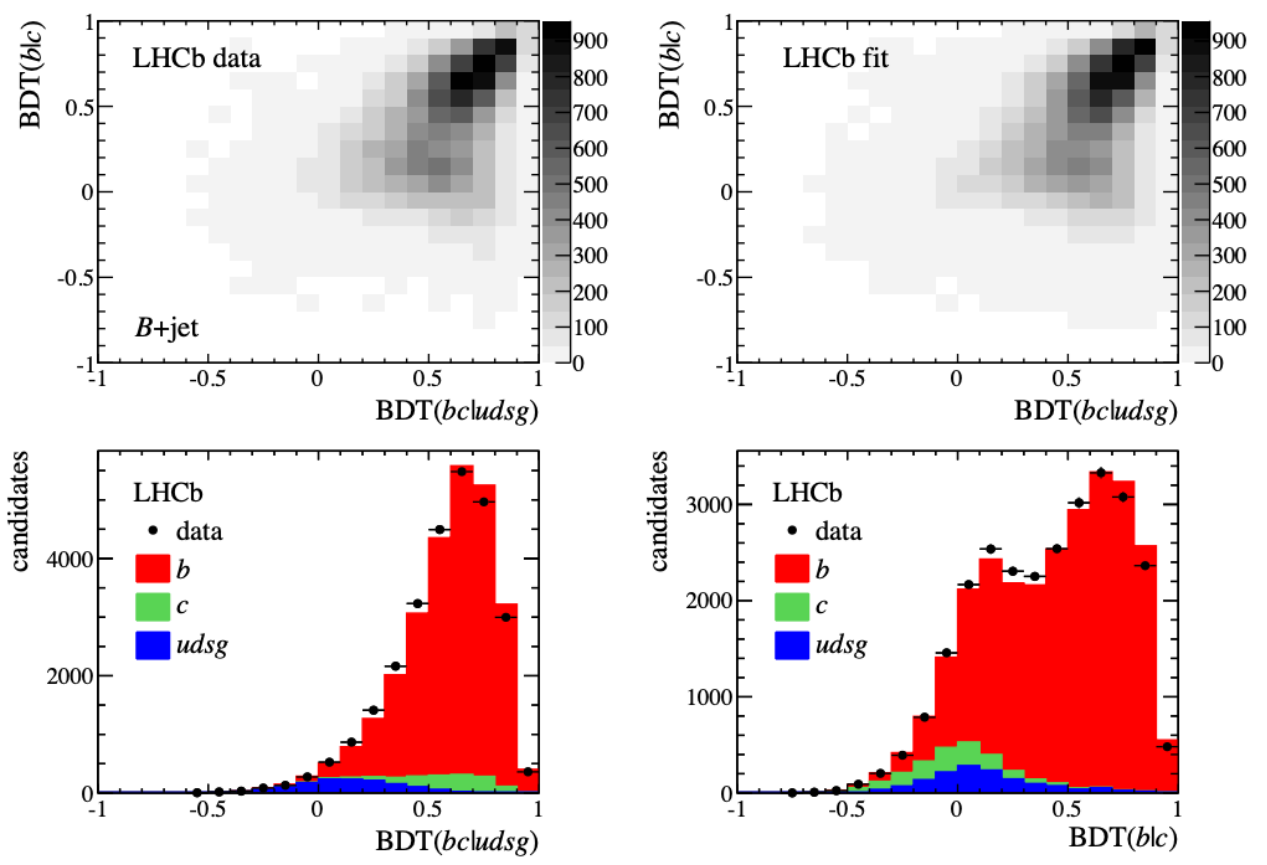 LHCb data
BDT(b|c)
1
0.5
0
-0.5
-1
-1
-0.5
0
0.5
1
900
800
700
600
500
400
300
200
100
0
B+jet
BDT(bc|udsg)
LHCb fit
BDT(b|c)
1
0.5
0
-0.5
-1
-1
-0.5
0
0.5
1
900
800
700
600
500
400
300
200
100
0
BDT(bc|udsg)
candidates
LHCb
data
b
c
udsg
4000
2000
0
-1
-0.5
0
0.5
1
BDT(bc|udsg)
candidates
LHCb
data
b
c
udsg
3000
2000
1000
0
-1
-0.5
0
0.5
1
BDT(b|c)